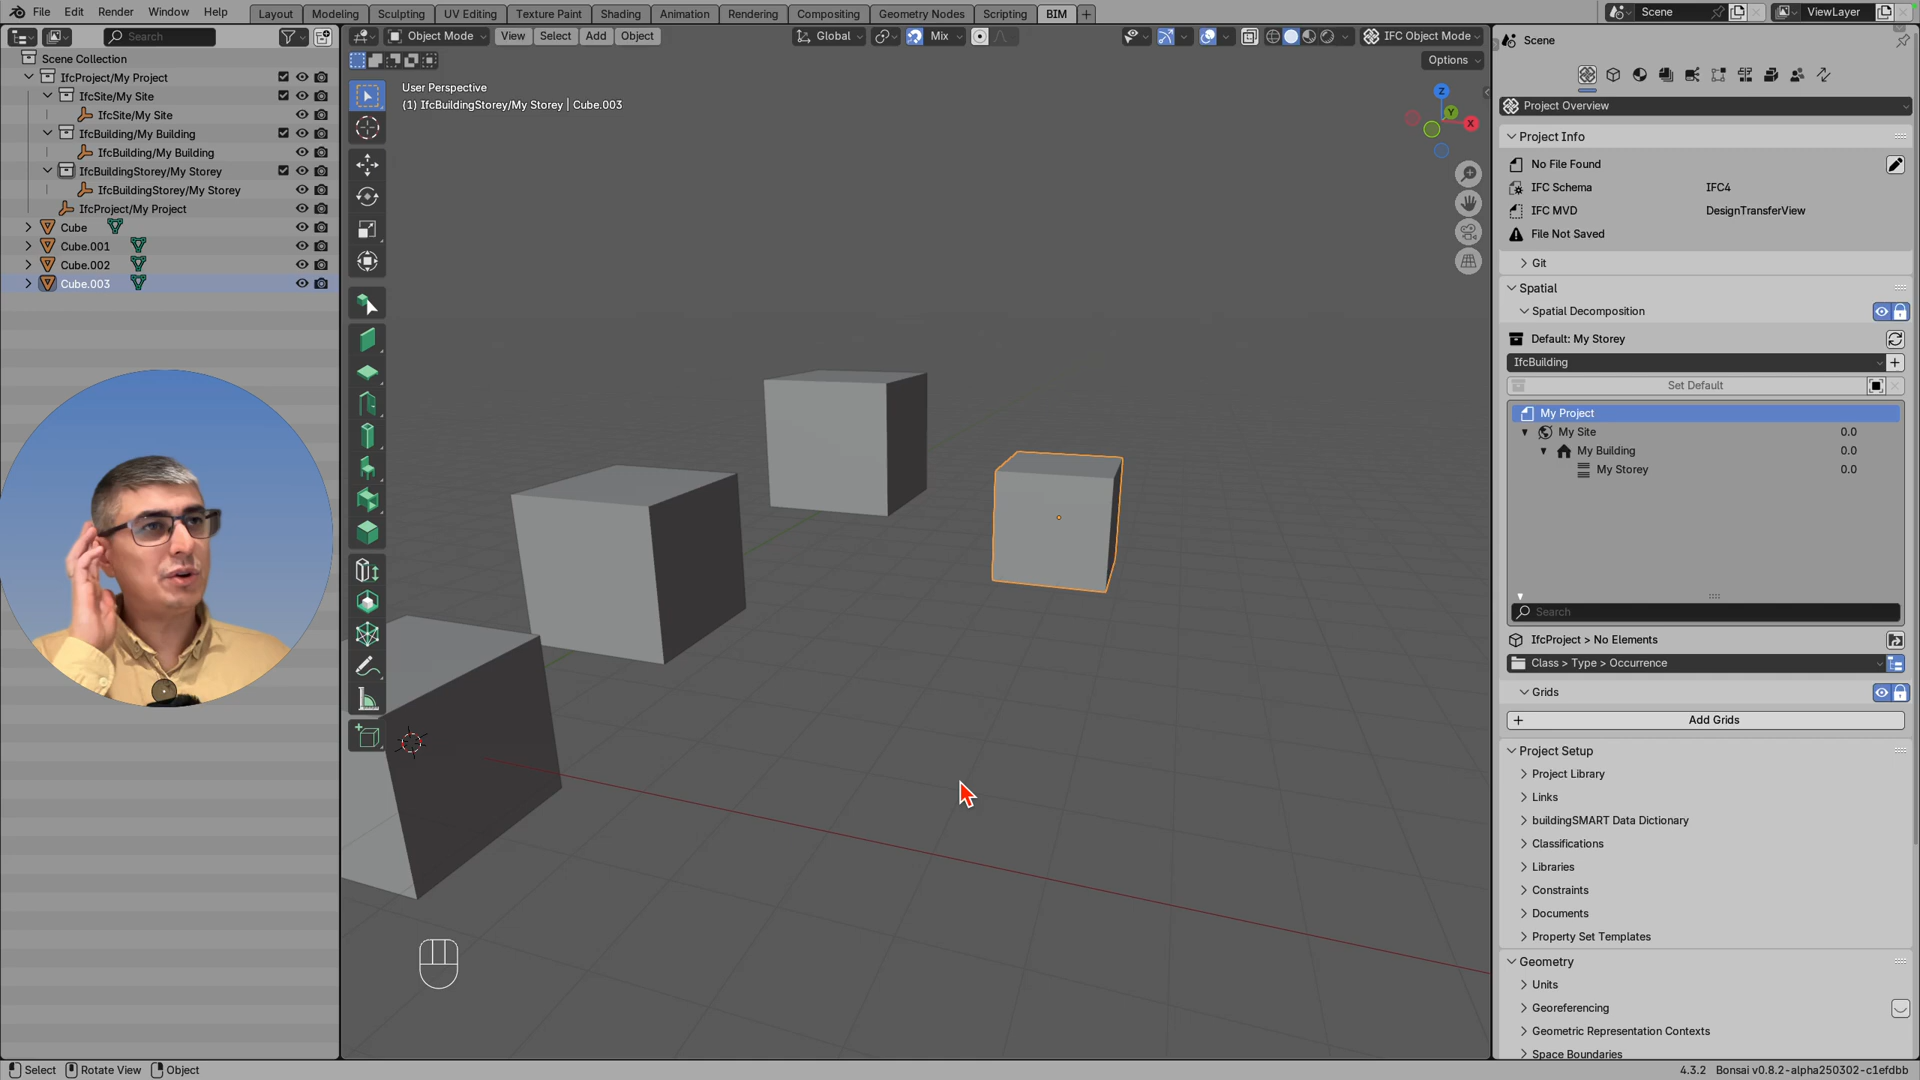 File Edit Render Window Help
Layout Modeling Sculpting UV Editing Texture Paint Shading Animation Rendering Compositing Geometry Nodes Scripting BIM +
Scene
ViewLayer
Search
Object Mode View Select Add Object
Global
Mix
IFC Object Mode
Options
Scene Collection
IfcProject/My Project
IfcSite/My Site
IfcSite/My Site
IfcBuilding/My Building
IfcBuilding/My Building
IfcBuildingStorey/My Storey
IfcBuildingStorey/My Storey
IfcProject/My Project
Cube
Cube.001
Cube.002
Cube.003
User Perspective
(1) IfcBuildingStorey/My Storey | Cube.003
Z
Y
X
Scene
Project Overview
Project Info
No File Found
IFC Schema IFC4
IFC MVD DesignTransferView
File Not Saved
Git
Spatial
Spatial Decomposition
Default: My Storey
IfcBuilding
Set Default
My Project
My Site 0.0
My Building 0.0
My Storey 0.0
Search
IfcProject > No Elements
Class > Type > Occurrence
Grids
Add Grids
Project Setup
Project Library
Links
buildingSMART Data Dictionary
Classifications
Libraries
Constraints
Documents
Property Set Templates
Geometry
Units
Georeferencing
Geometric Representation Contexts
Space Boundaries
Select Rotate View Object
4.3.2 Bonsai v0.8.2-alpha250302-c1efdbb